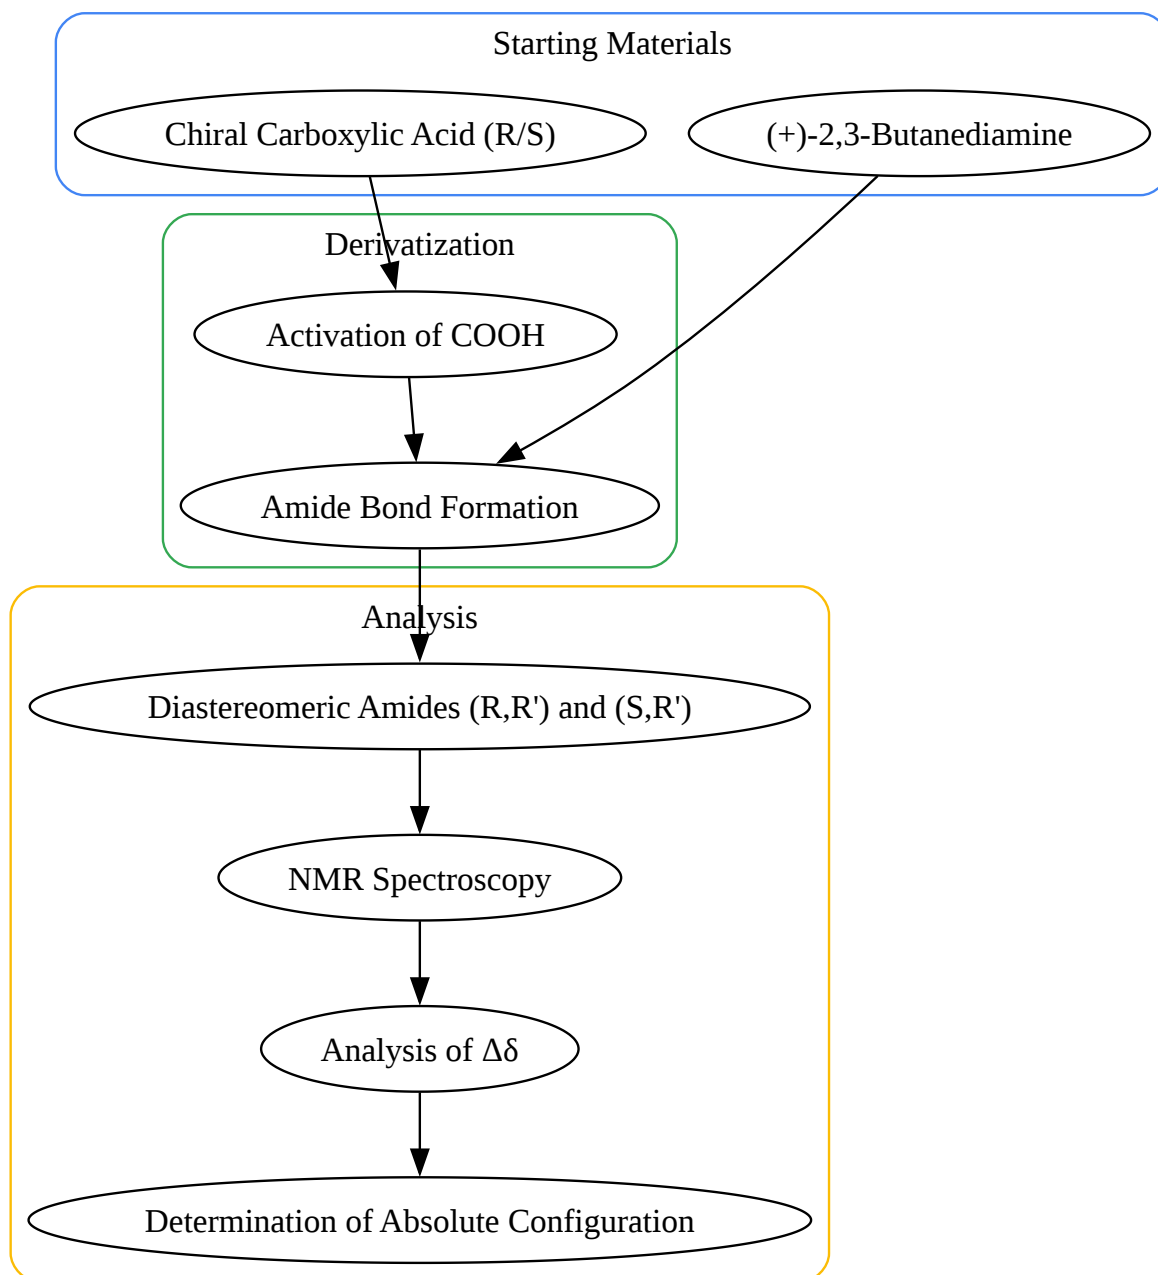 Starting Materials
Chiral Carboxylic Acid (R/S)
(+)-2,3-Butanediamine
Derivatization
Activation of COOH
Amide Bond Formation
Analysis
Diastereomeric Amides (R,R') and (S,R')
NMR Spectroscopy
Analysis of Δδ
Determination of Absolute Configuration